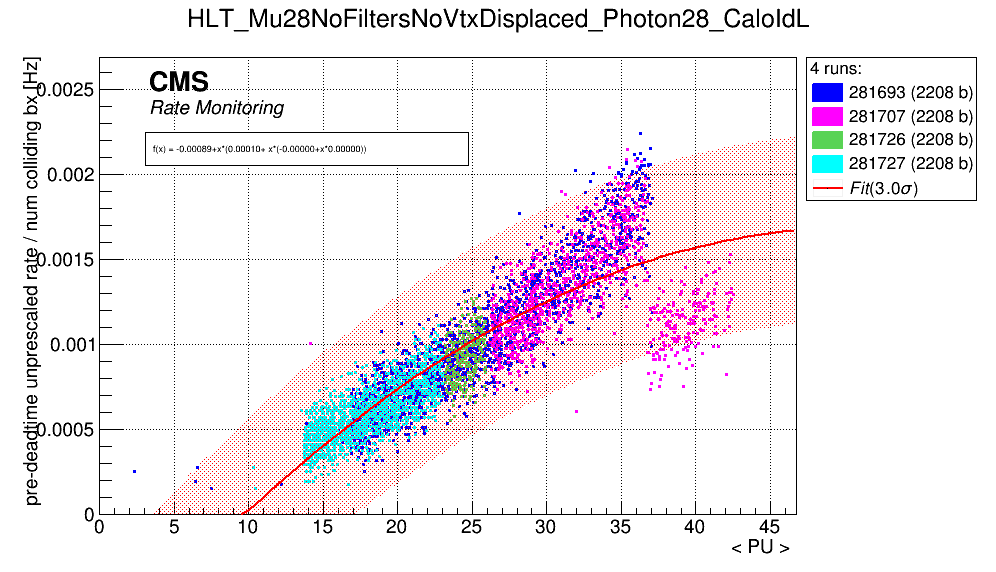 HLT_Mu28NoFiltersNoVtxDisplaced_Photon28_CaloIdL
pre-deadtime unprescaled rate / num colliding bx [Hz]
CMS
Rate Monitoring
f(x) = -0.00089+x*(0.00010+ x*(-0.00000+x*0.00000))
0.0025
0.002
0.0015
0.001
0.0005
0
0 5 10 15 20 25 30 35 40 45
< PU >
4 runs:
281693 (2208 b)
281707 (2208 b)
281726 (2208 b)
281727 (2208 b)
Fit(3.0σ)